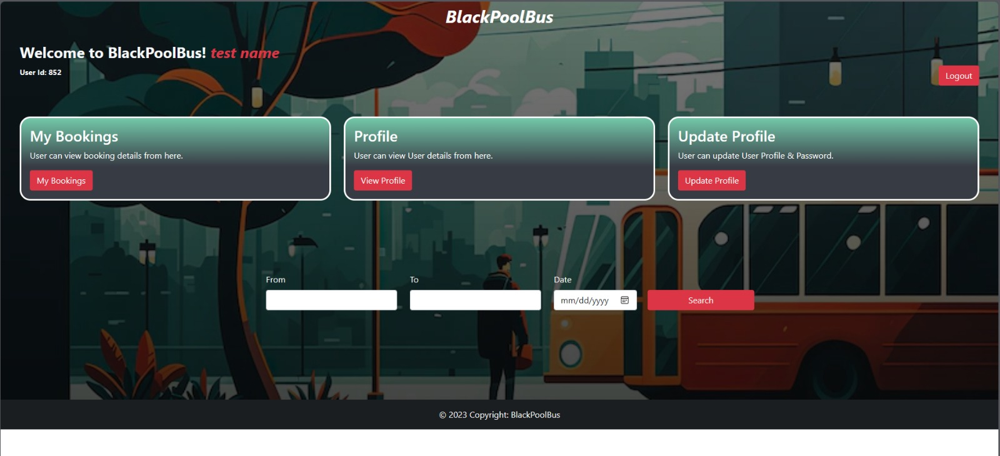 BlackPoolBus
Welcome to BlackPoolBus! test name
User Id: 852
Logout
My Bookings
User can view booking details from here.
My Bookings
Profile
User can view User details from here.
View Profile
Update Profile
User can update User Profile & Password.
Update Profile
From
To
Date
mm/dd/yyyy
Search
© 2023 Copyright: BlackPoolBus